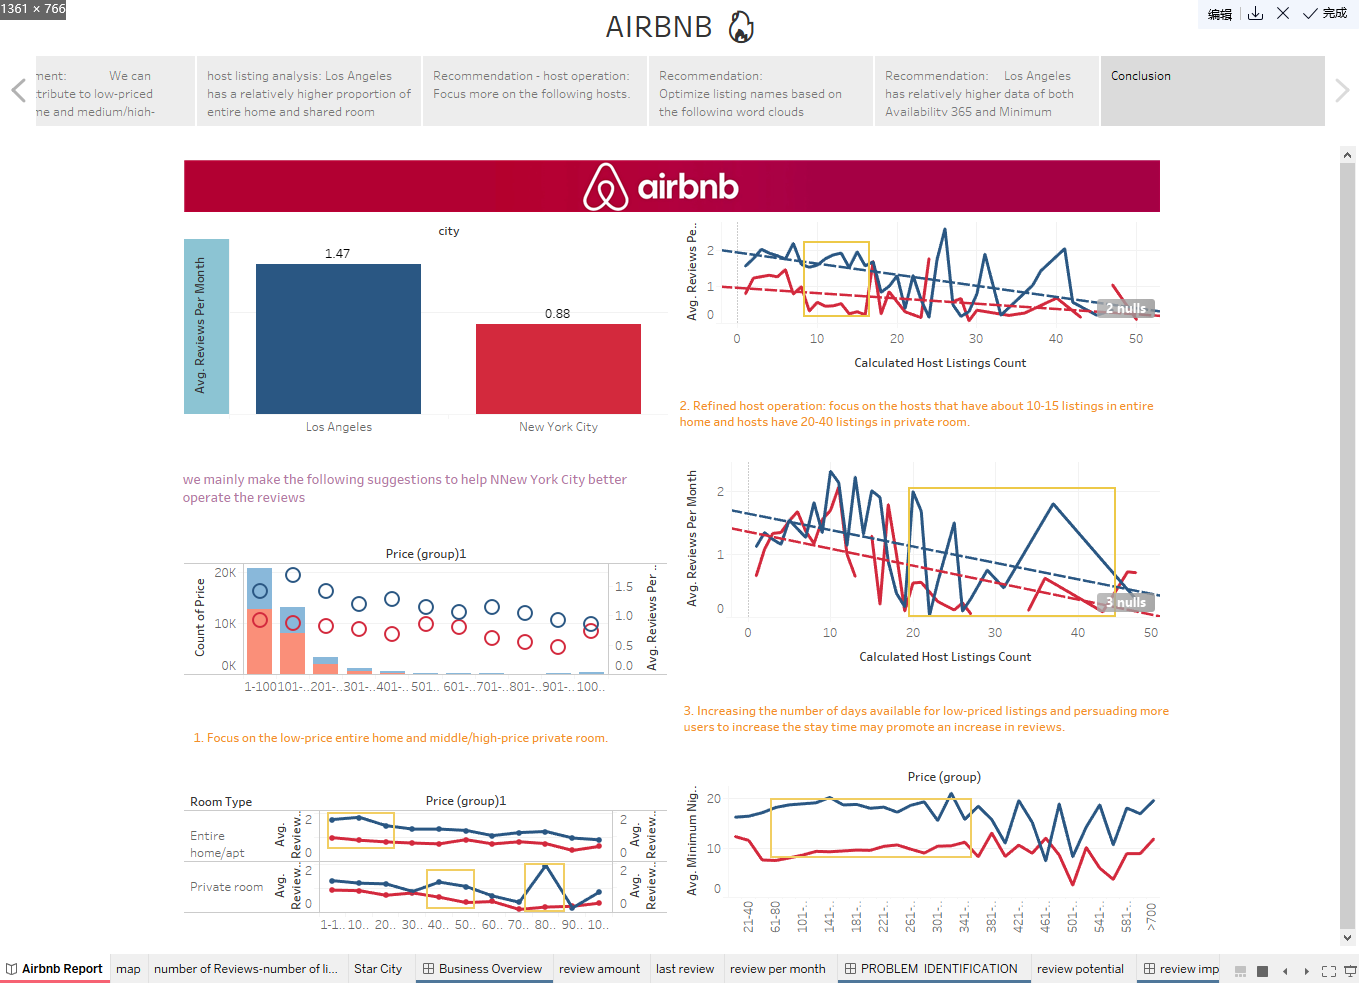 1361 × 766
AIRBNB
编辑
完成
ment: We can
tribute to low-priced
me and medium/high-
host listing analysis: Los Angeles
has a relatively higher proportion of
entire home and shared room
Recommendation - host operation:
Focus more on the following hosts.
Recommendation:
Optimize listing names based on
the following word clouds
Recommendation: Los Angeles
has relatively higher data of both
Availability 365 and Minimum
Conclusion
airbnb
city
Avg. Reviews Per Month
1.47
0.88
Los Angeles
New York City
we mainly make the following suggestions to help NNew York City better
operate the reviews
Price (group)1
Count of Price
20K
10K
0K
1.5
1.0
0.5
0.0
Avg. Reviews Per ..
1-100 101-.. 201-.. 301-.. 401-.. 501.. 601-.. 701-.. 801-.. 901-.. 100..
1. Focus on the low-price entire home and middle/high-price private room.
Room Type
Price (group)1
Entire
home/apt
Avg.
Review..
2
0
2
0
Avg.
Review..
Private room
Avg.
Review..
2
0
2
0
Avg.
Review..
1-1.. 10.. 20.. 30.. 40.. 50.. 60.. 70.. 80.. 90.. 10..
Avg. Reviews Pe..
2
1
0
2 nulls
0 10 20 30 40 50
Calculated Host Listings Count
2. Refined host operation: focus on the hosts that have about 10-15 listings in entire
home and hosts have 20-40 listings in private room.
Avg. Reviews Per Month
2
1
0
3 nulls
0 10 20 30 40 50
Calculated Host Listings Count
3. Increasing the number of days available for low-priced listings and persuading more
users to increase the stay time may promote an increase in reviews.
Price (group)
Avg. Minimum Nig..
20
10
0
21-40 61-80 101-.. 141-.. 181-.. 221-.. 261-.. 301-.. 341-.. 381-.. 421-.. 461-.. 501-.. 541-.. 581-.. >700
Airbnb Report map number of Reviews-number of li... Star City Business Overview review amount last review review per month PROBLEM IDENTIFICATION review potential review imp